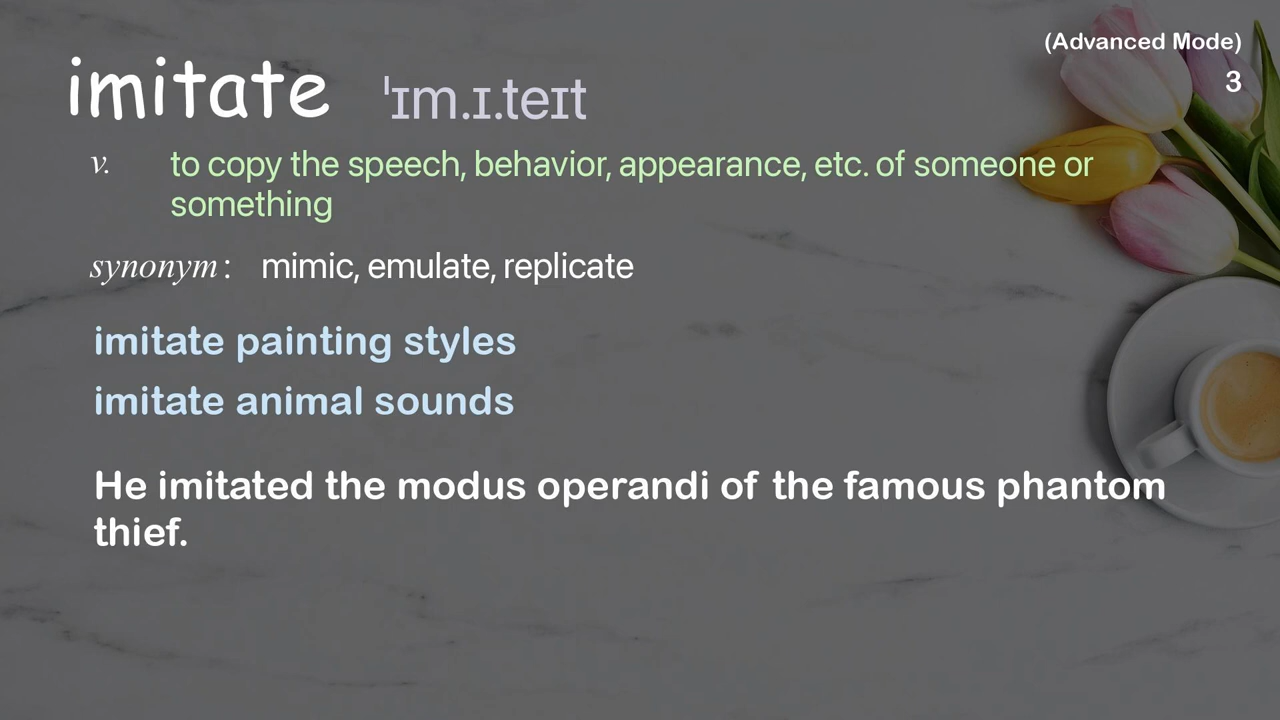 (Advanced Mode)
3
imitate ˈɪm.ɪ.teɪt
v. to copy the speech, behavior, appearance, etc. of someone or
something
synonym : mimic, emulate, replicate
imitate painting styles
imitate animal sounds
He imitated the modus operandi of the famous phantom
thief.